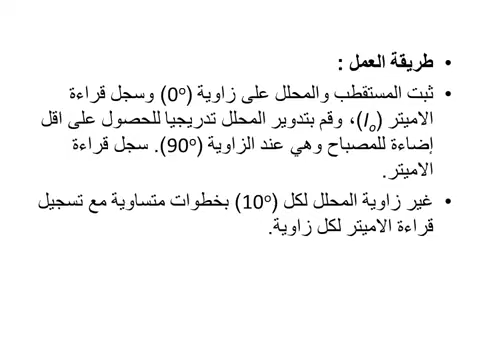 • طريقة العمل :
• ثبت المستقطب والمحلل على زاوية (0°) وسجل قراءة
الاميتر (Iₒ)، وقم بتدوير المحلل تدريجيا للحصول على اقل
إضاءة للمصباح وهي عند الزاوية (90°). سجل قراءة
الاميتر.
• غير زاوية المحلل لكل (10°) بخطوات متساوية مع تسجيل
قراءة الاميتر لكل زاوية.